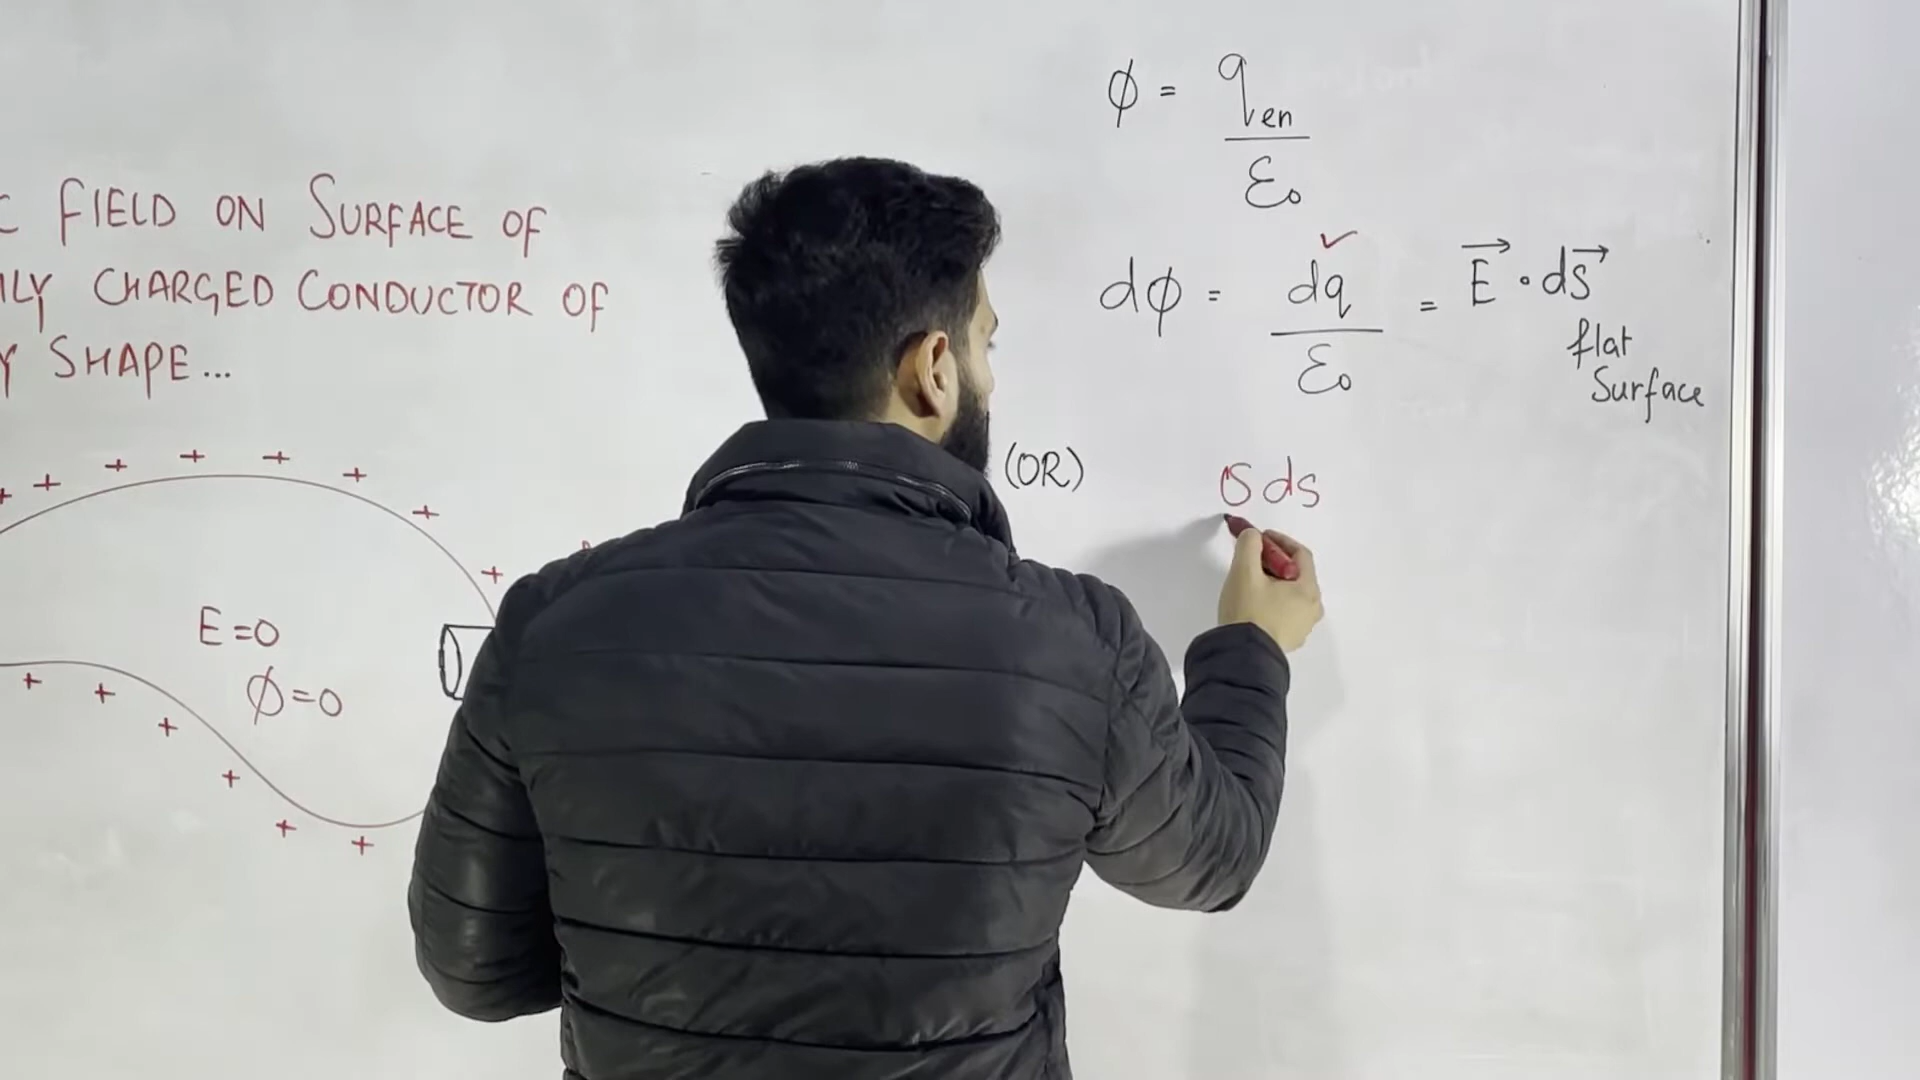 FIELD ON SURFACE OF
CHARGED CONDUCTOR OF
SHAPE...
E=0
ϕ=0
ϕ = q_en / ε₀
dϕ = dq / ε₀ = E⃗ · ds⃗
flat
Surface
(OR)
σ ds